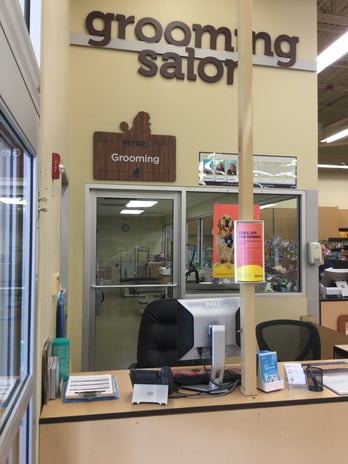 grooming
salon
PETCO
Grooming
COOL OFF
DELL